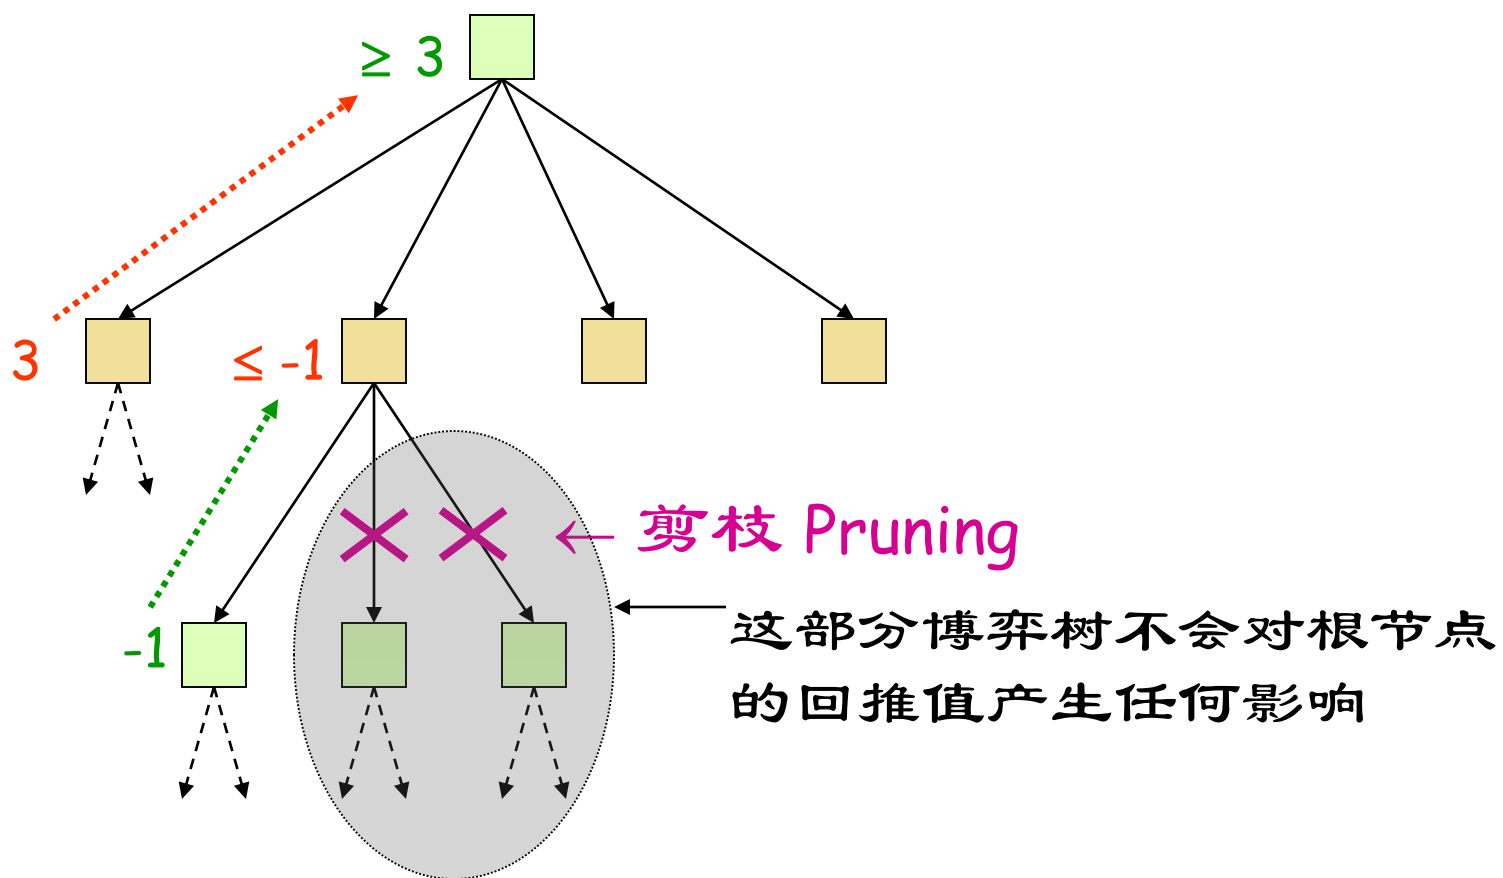 ≥ 3
3
≤ -1
← 剪枝 Pruning
-1
这部分博弈树不会对根节点
的回推值产生任何影响